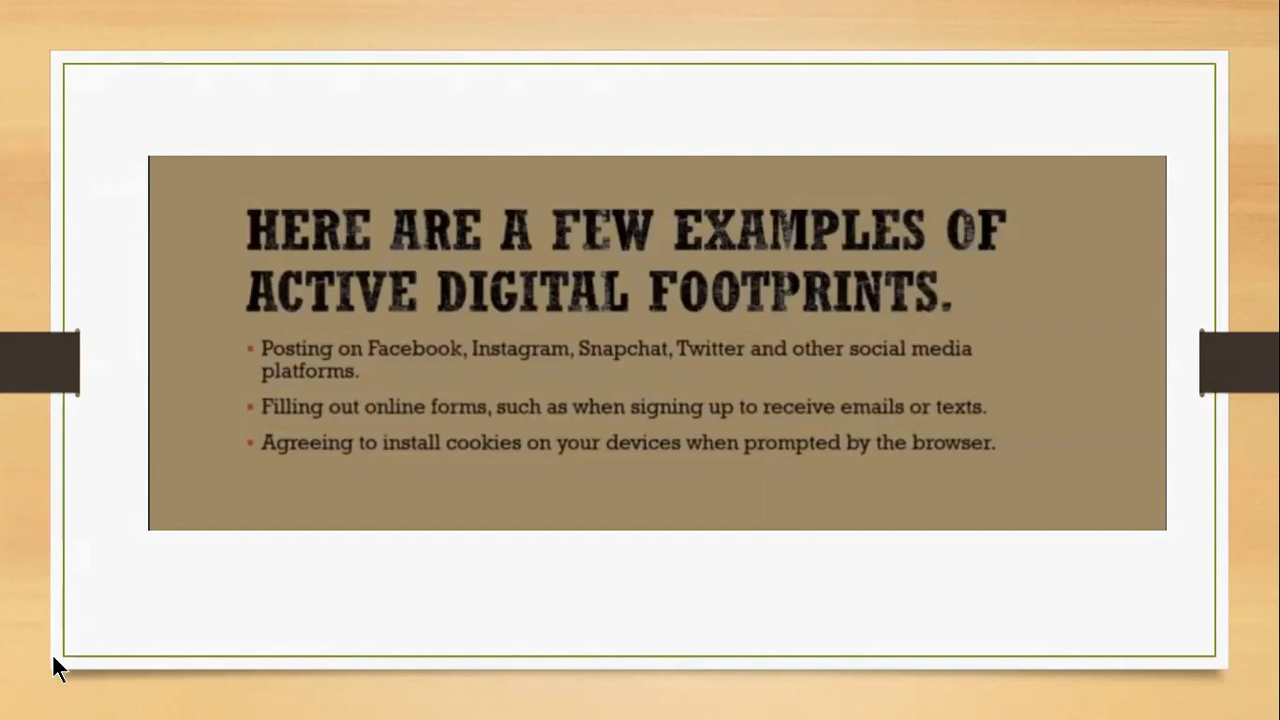 HERE ARE A FEW EXAMPLES OF
ACTIVE DIGITAL FOOTPRINTS.
• Posting on Facebook, Instagram, Snapchat, Twitter and other social media
platforms.
• Filling out online forms, such as when signing up to receive emails or texts.
• Agreeing to install cookies on your devices when prompted by the browser.